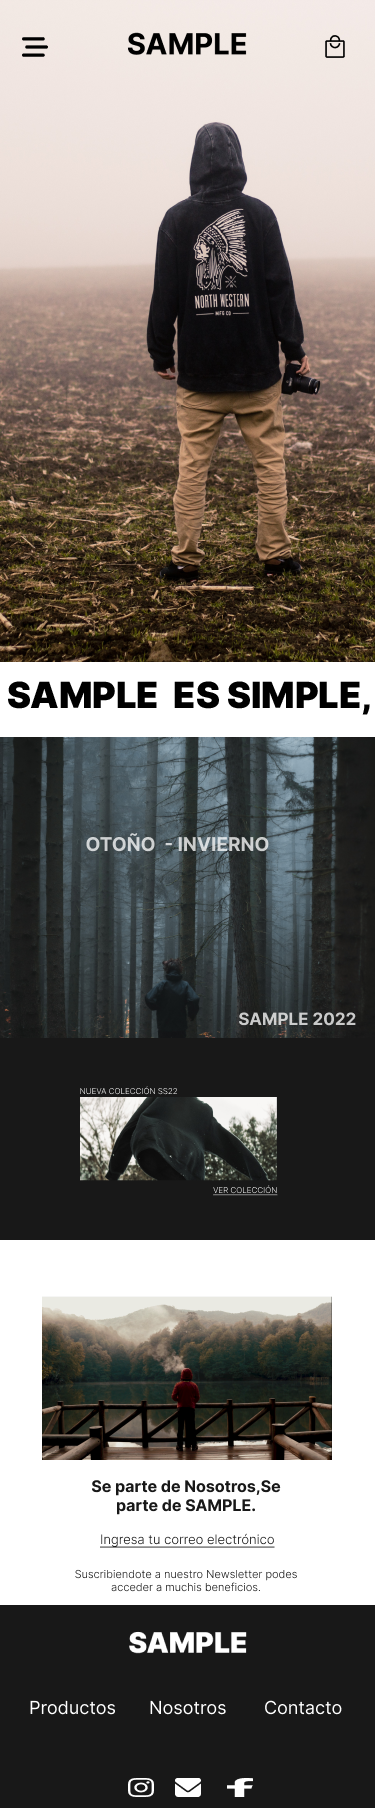 SAMPLE
NORTH WESTERN
MFG CO
SAMPLE ES SIMPLE,
OTOÑO - INVIERNO
SAMPLE 2022
NUEVA COLECCIÓN SS22
VER COLECCIÓN
Se parte de Nosotros,Se
parte de SAMPLE.
Ingresa tu correo electrónico
Suscribiendote a nuestro Newsletter podes
acceder a muchis beneficios.
SAMPLE
Productos Nosotros Contacto